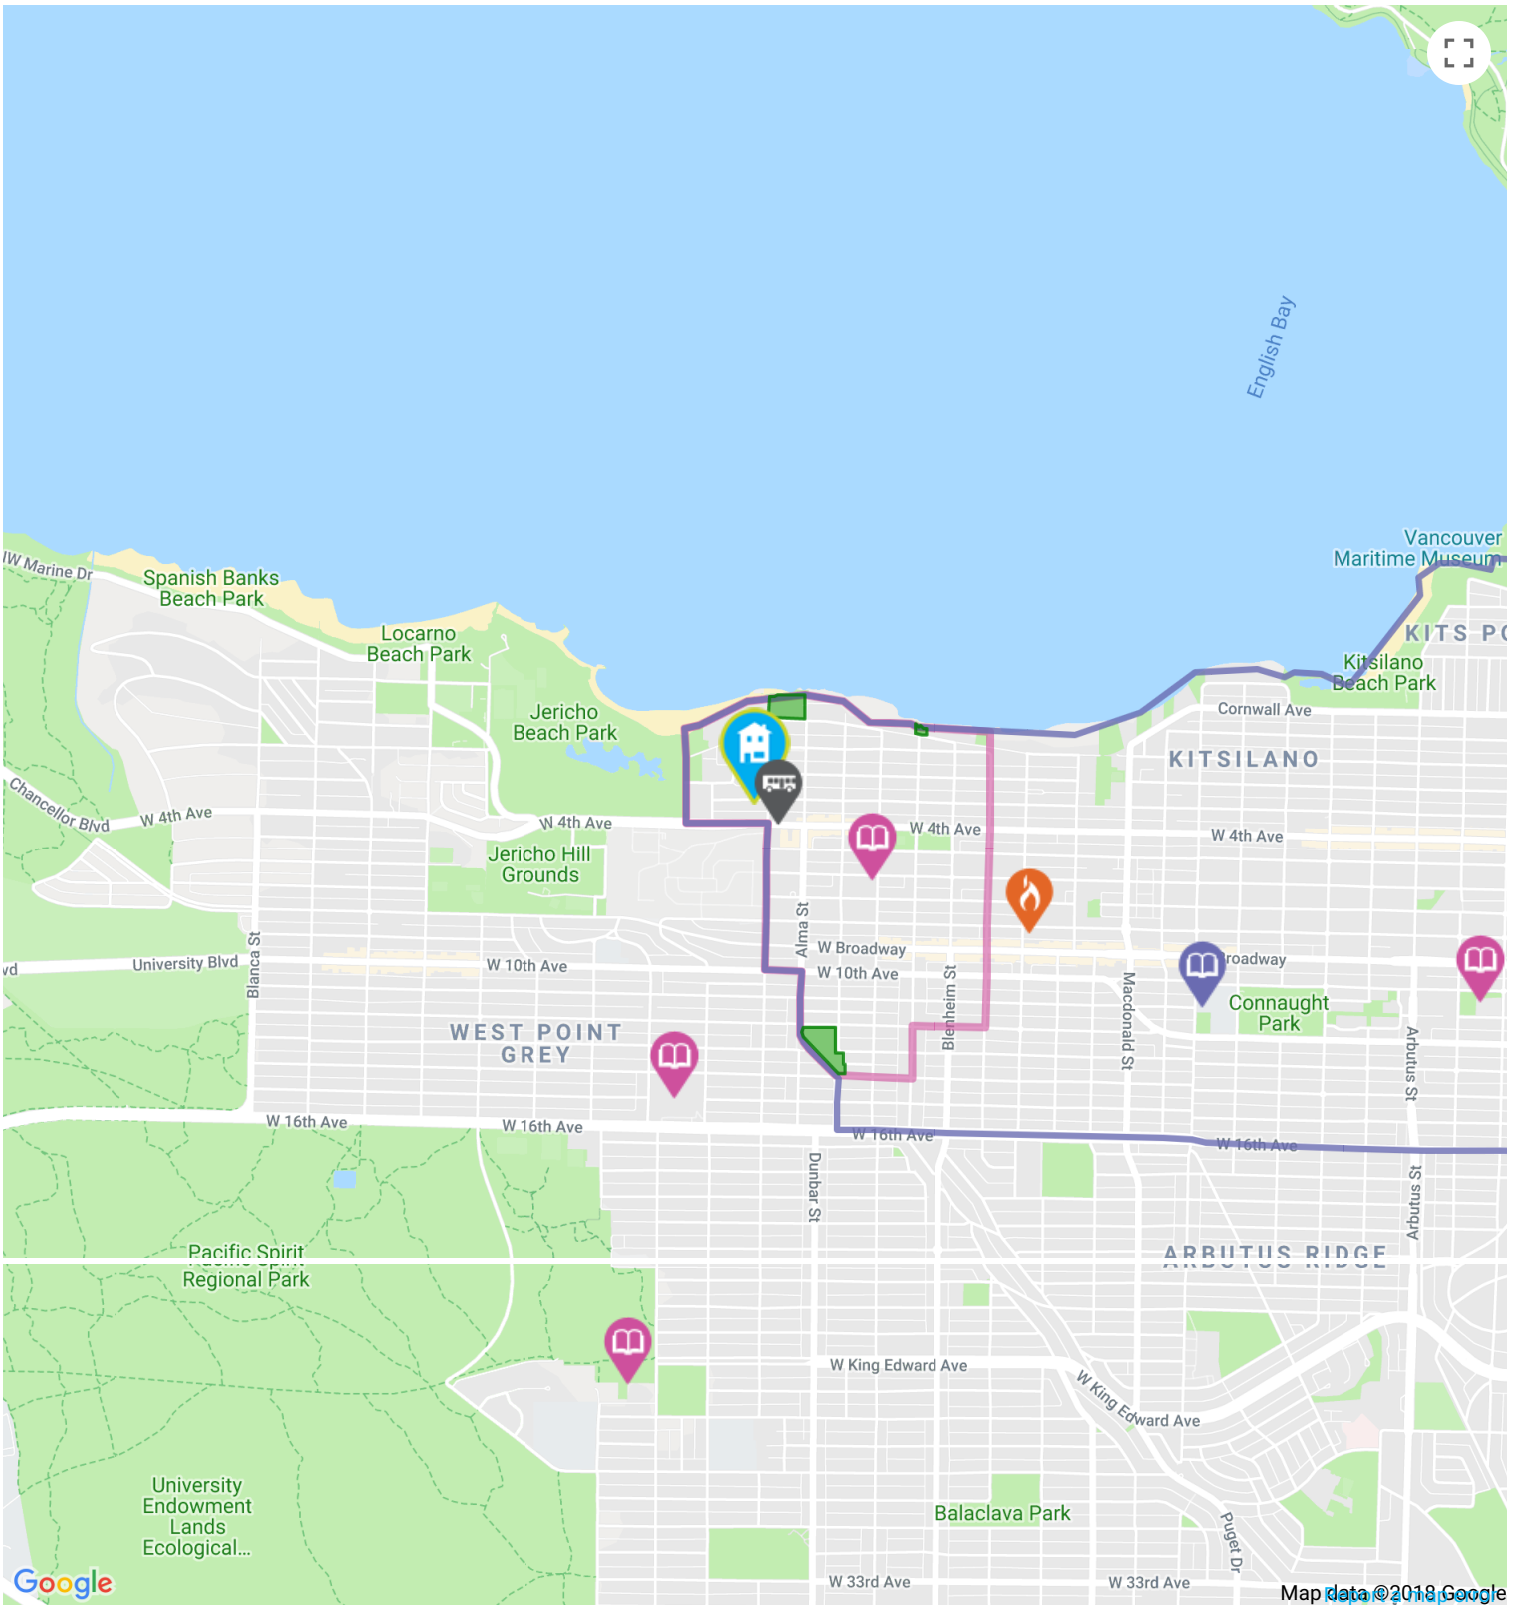 English Bay
Vancouver
Maritime Museum
NW Marine Dr
Spanish Banks
Beach Park
Locarno
Beach Park
KITS PO
Kitsilano
Beach Park
Jericho
Beach Park
Cornwall Ave
KITSILANO
Chancellor Blvd
W 4th Ave
W 4th Ave
W 4th Ave
W 4th Ave
Jericho Hill
Grounds
Alma St
W Broadway
Blanca St
University Blvd
vd
W 10th Ave
W 10th Ave
roadway
Blenheim St
Macdonald St
Connaught
Park
WEST POINT
GREY
Arbutus St
W 16th Ave
W 16th Ave
W 16th Ave
W 16th Ave
Dunbar St
Arbutus St
Pacific Spirit
Regional Park
ARBUTUS RIDGE
W King Edward Ave
W King Edward Ave
University
Endowment
Lands
Ecological...
Balaclava Park
Puget Dr
W 33rd Ave
W 33rd Ave
Google
Map data ©2018 Google
Report a map error